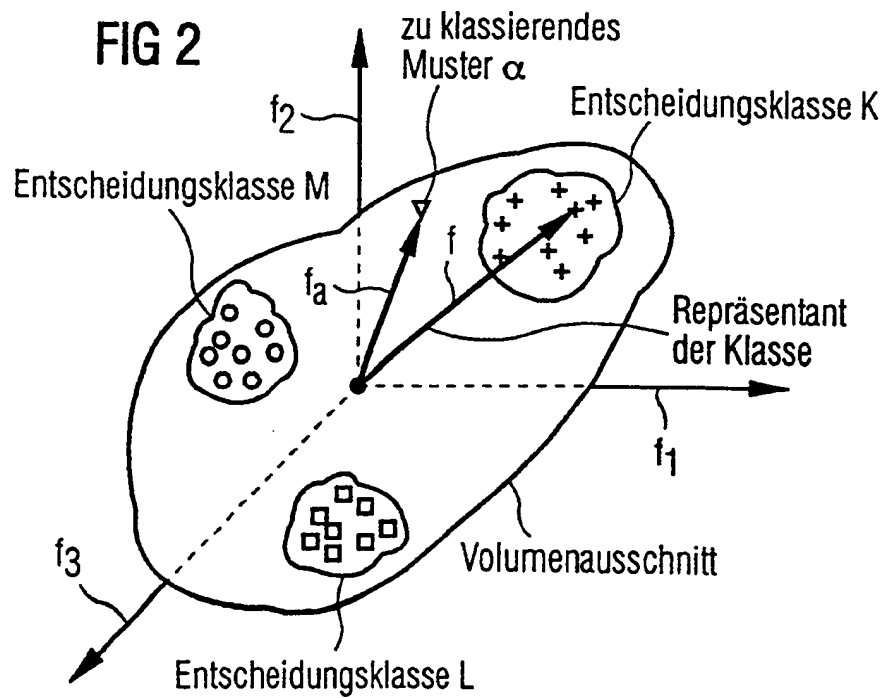 FIG 2
zu klassierendes
Muster α
Entscheidungsklasse K
f2
Entscheidungsklasse M
fa
f
Repräsentant
der Klasse
f1
Volumenausschnitt
f3
Entscheidungsklasse L